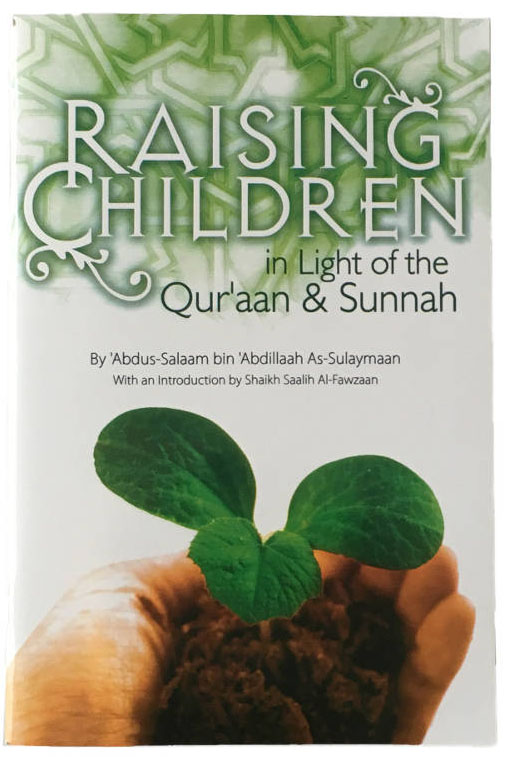 RAISING
CHILDREN
in Light of the
Qur'aan & Sunnah
By 'Abdus-Salaam bin 'Abdillaah As-Sulaymaan
With an Introduction by Shaikh Saalih Al-Fawzaan